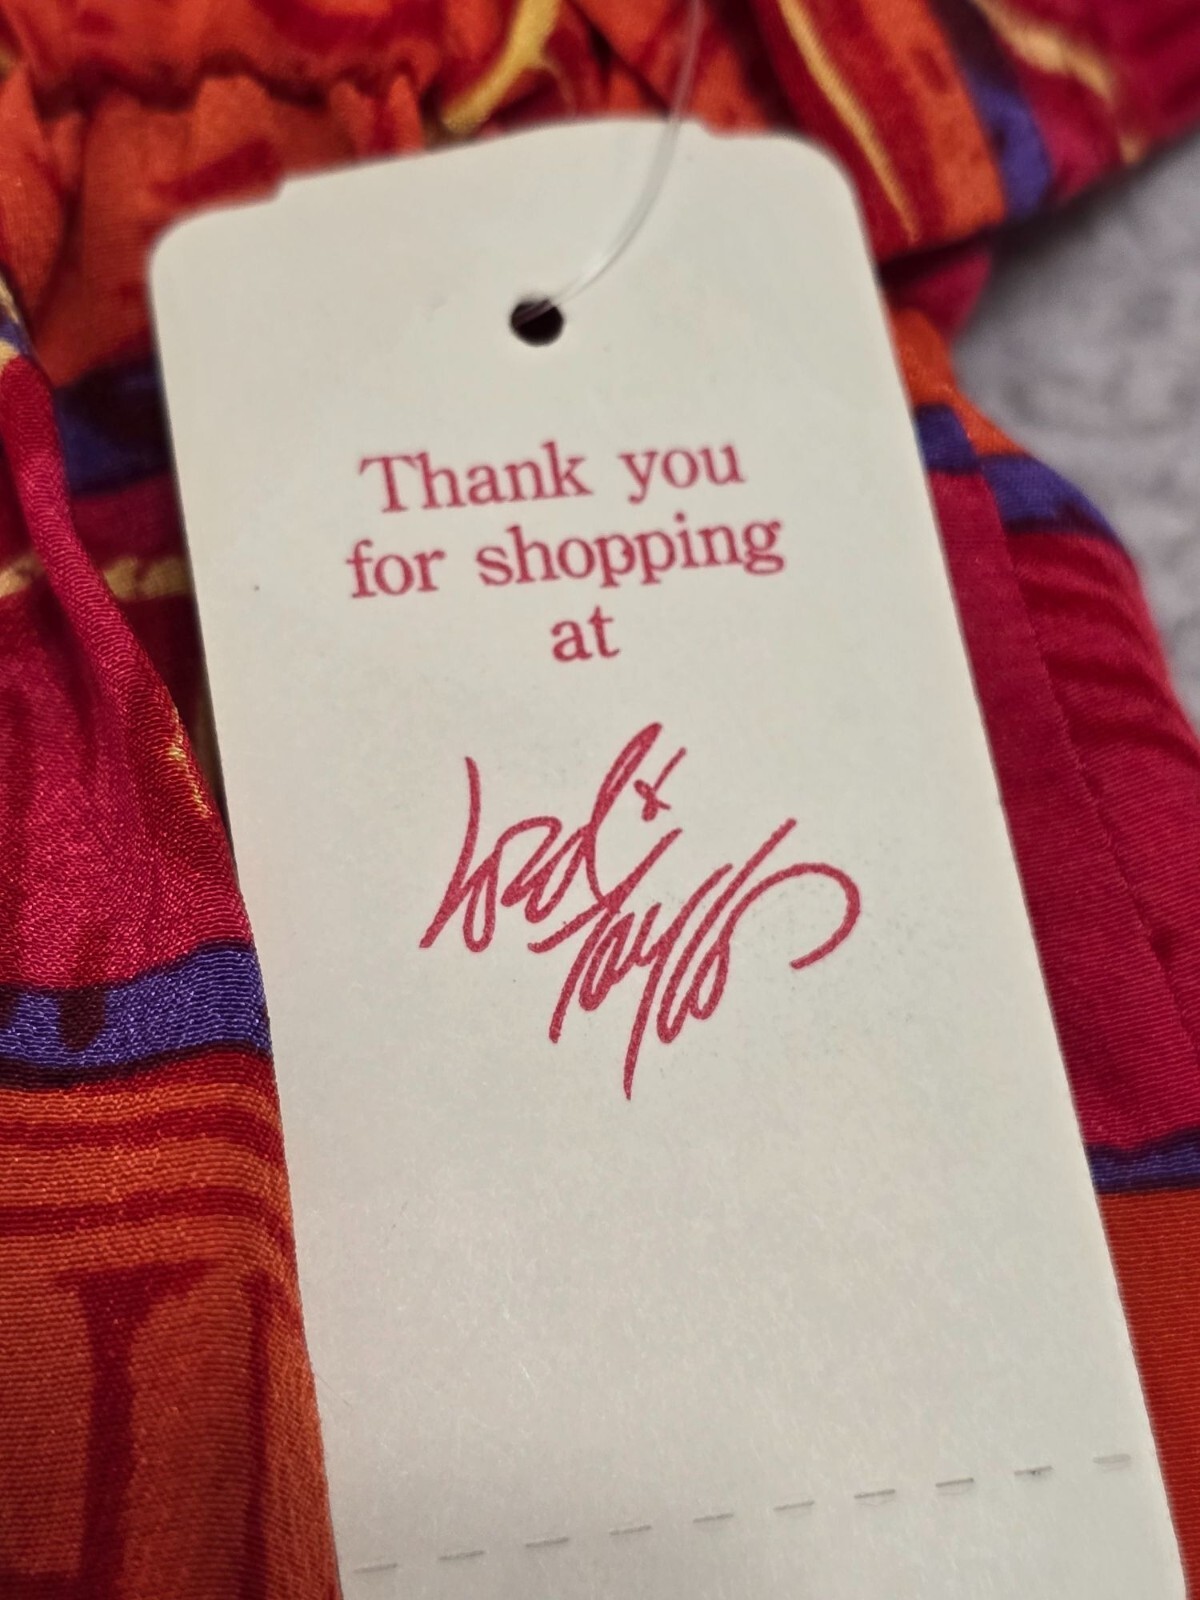 Thank you
for shopping
at
Lord &
Taylor